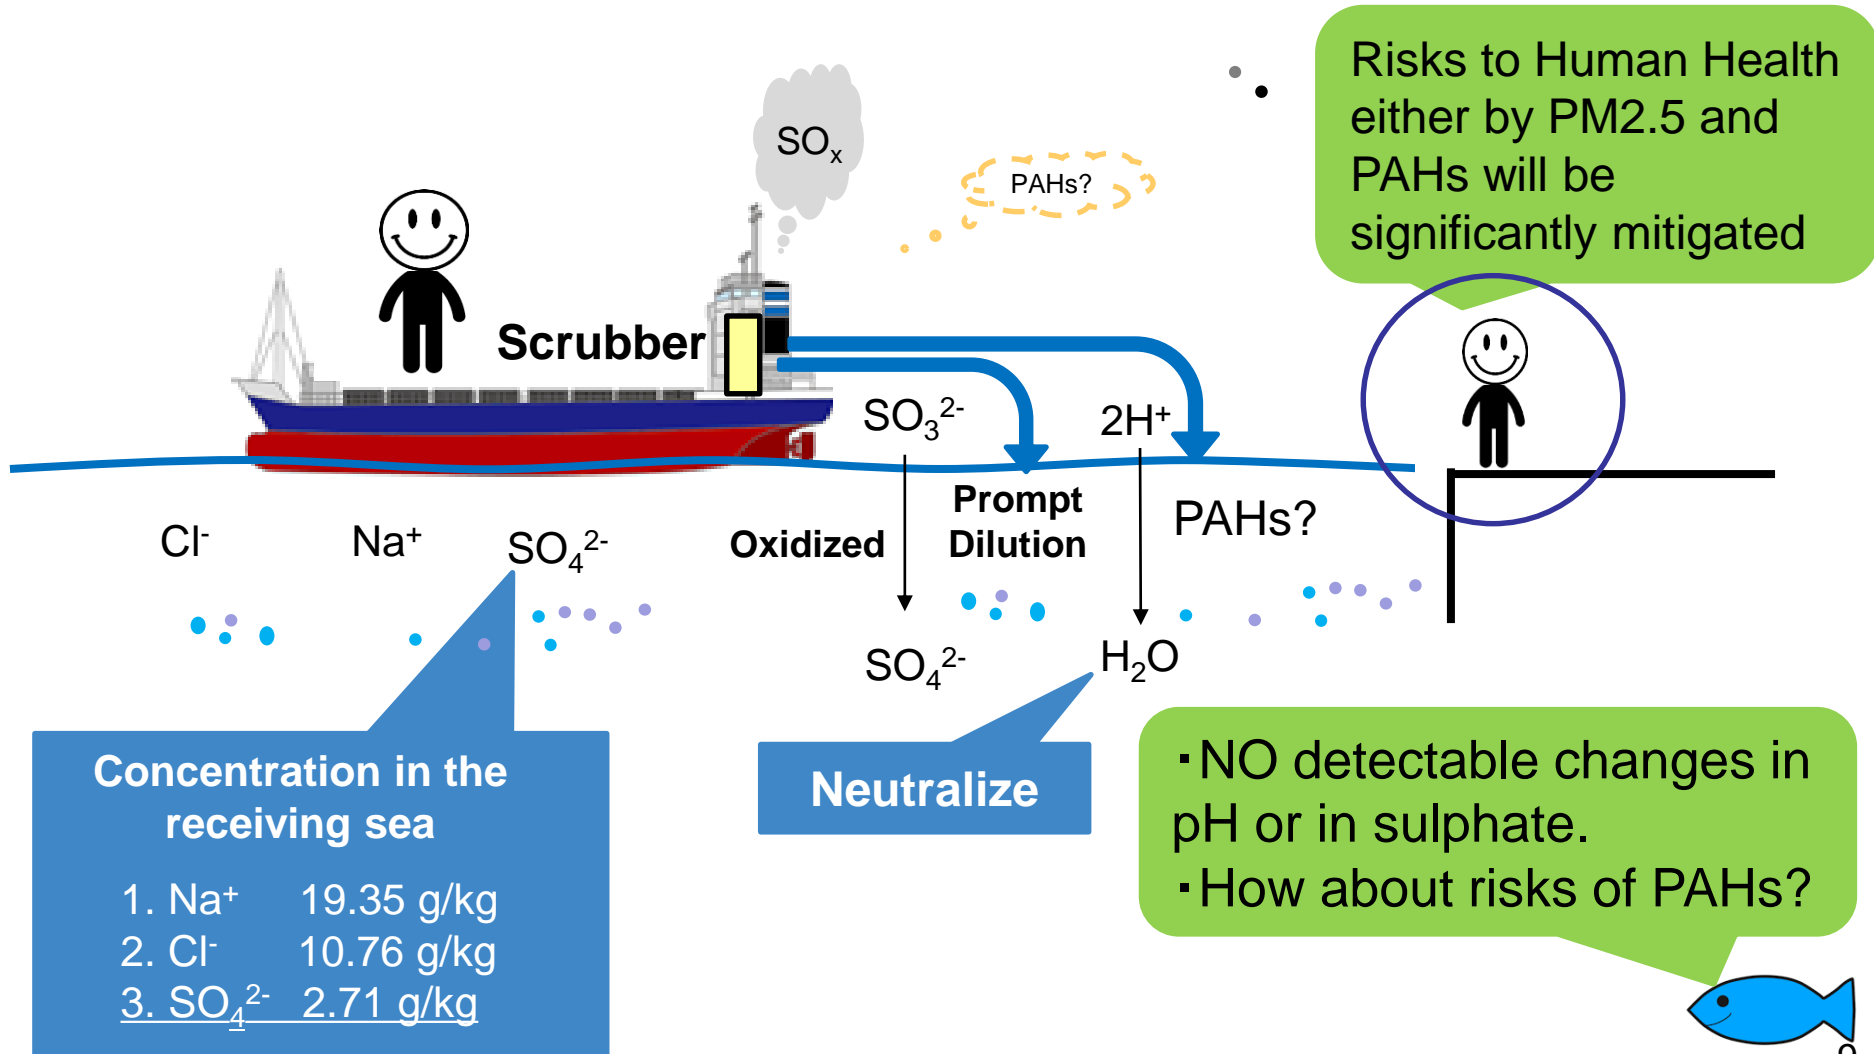 Risks to Human Health
either by PM2.5 and
PAHs will be
significantly mitigated
SOₓ
PAHs?
Scrubber
SO₃²⁻
2H⁺
Cl⁻
Na⁺
SO₄²⁻
Oxidized
Prompt
Dilution
PAHs?
SO₄²⁻
H₂O
Concentration in the
receiving sea
1. Na⁺ 19.35 g/kg
2. Cl⁻ 10.76 g/kg
3. SO₄²⁻ 2.71 g/kg
Neutralize
・NO detectable changes in
pH or in sulphate.
・How about risks of PAHs?